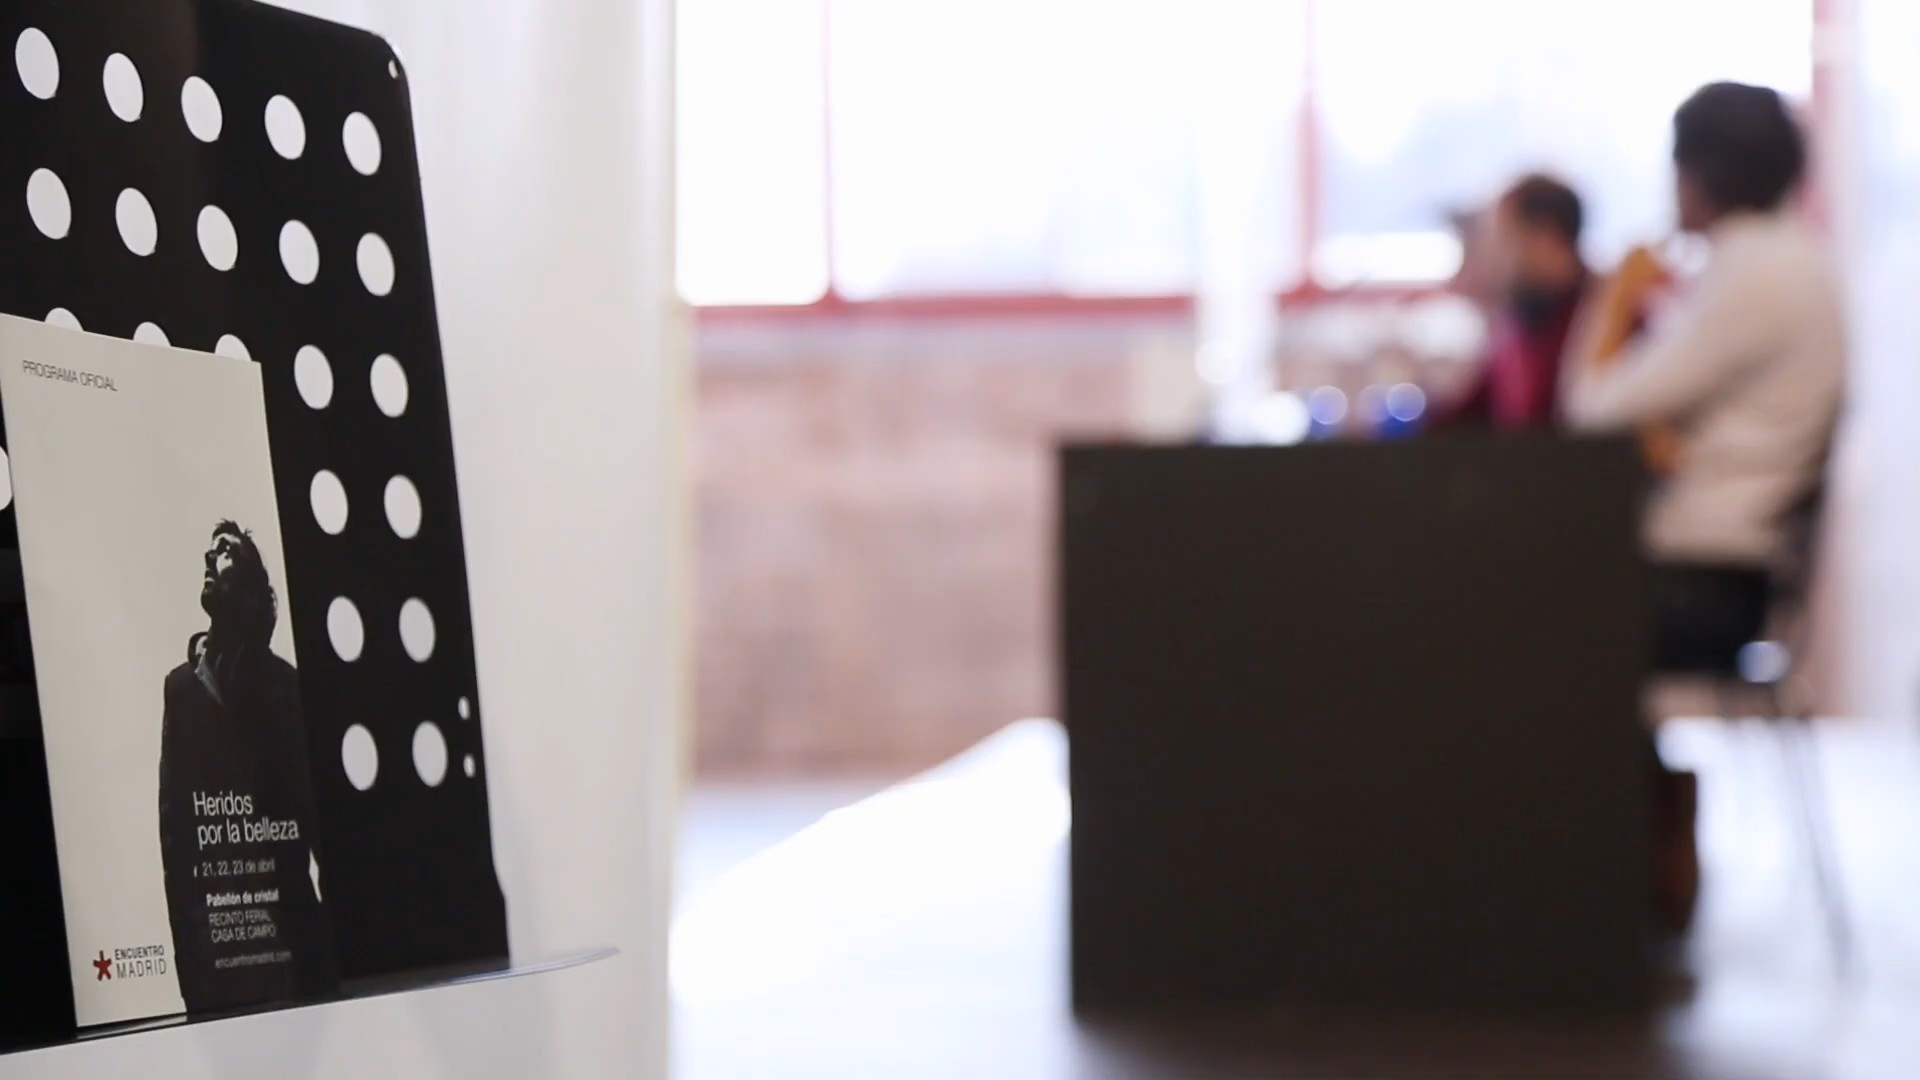 PROGRAMA OFICIAL
Heridos
por la belleza
21, 22, 23 de abril
Pabellón de cristal
RECINTO FERIAL
CASA DE CAMPO
encuentromadrid.com
ENCUENTRO
MADRID